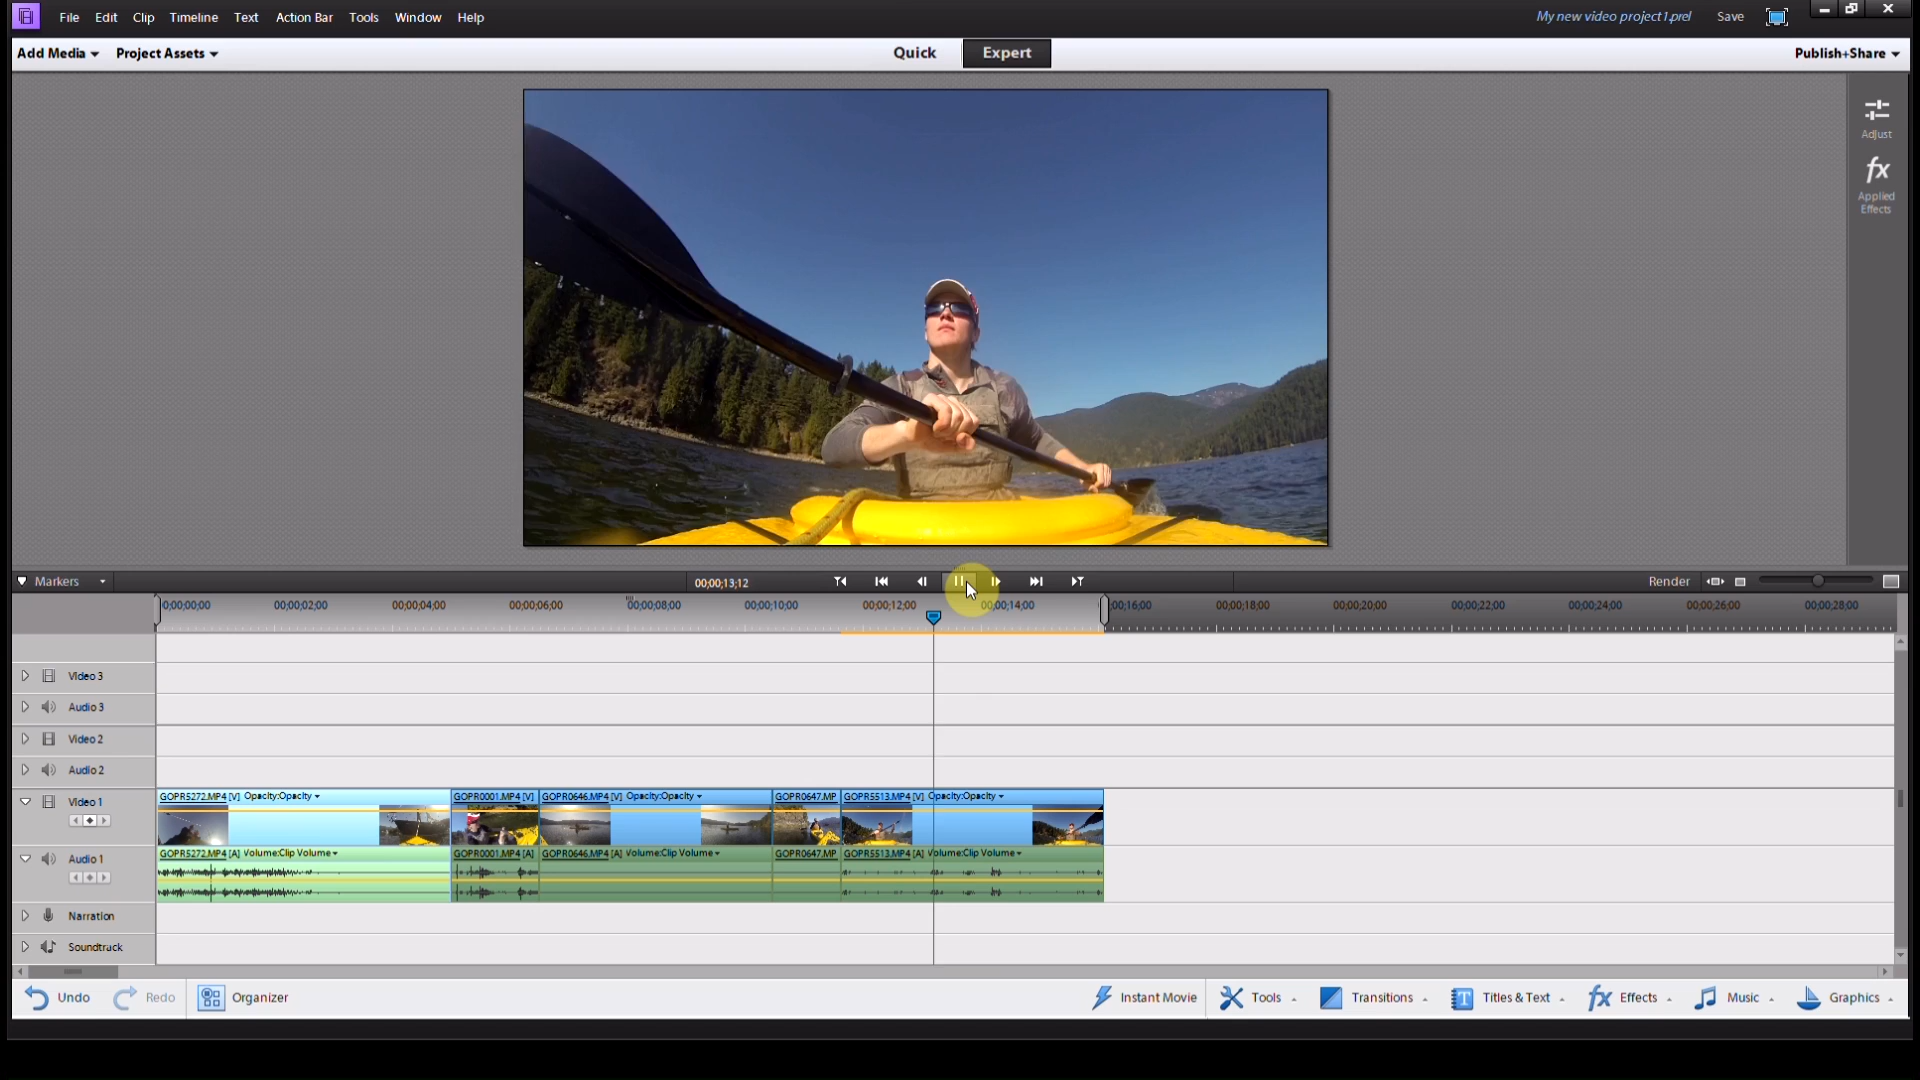 File Edit Clip Timeline Text Action Bar Tools Window Help
My new video project1.prel Save
Add Media Project Assets Quick Expert Publish+Share
Adjust
fx
Applied
Effects
Markers 00;00;13;12 Render
00;00;00;00 00;00;02;00 00;00;04;00 00;00;06;00 00;00;08;00 00;00;10;00 00;00;12;00 00;00;14;00 00;00;16;00 00;00;18;00 00;00;20;00 00;00;22;00 00;00;24;00 00;00;26;00 00;00;28;00
Video 3
Audio 3
Video 2
Audio 2
Video 1
GOPR5272.MP4 [V] Opacity:Opacity GOPR0001.MP4 [V] GOPR0646.MP4 [V] Opacity:Opacity GOPR0647.MP GOPR5513.MP4 [V] Opacity:Opacity
Audio 1
GOPR5272.MP4 [A] Volume:Clip Volume GOPR0001.MP4 [A] GOPR0646.MP4 [A] Volume:Clip Volume GOPR0647.MP GOPR5513.MP4 [A] Volume:Clip Volume
Narration
Soundtrack
Undo Redo Organizer Instant Movie Tools Transitions T Titles & Text fx Effects Music Graphics